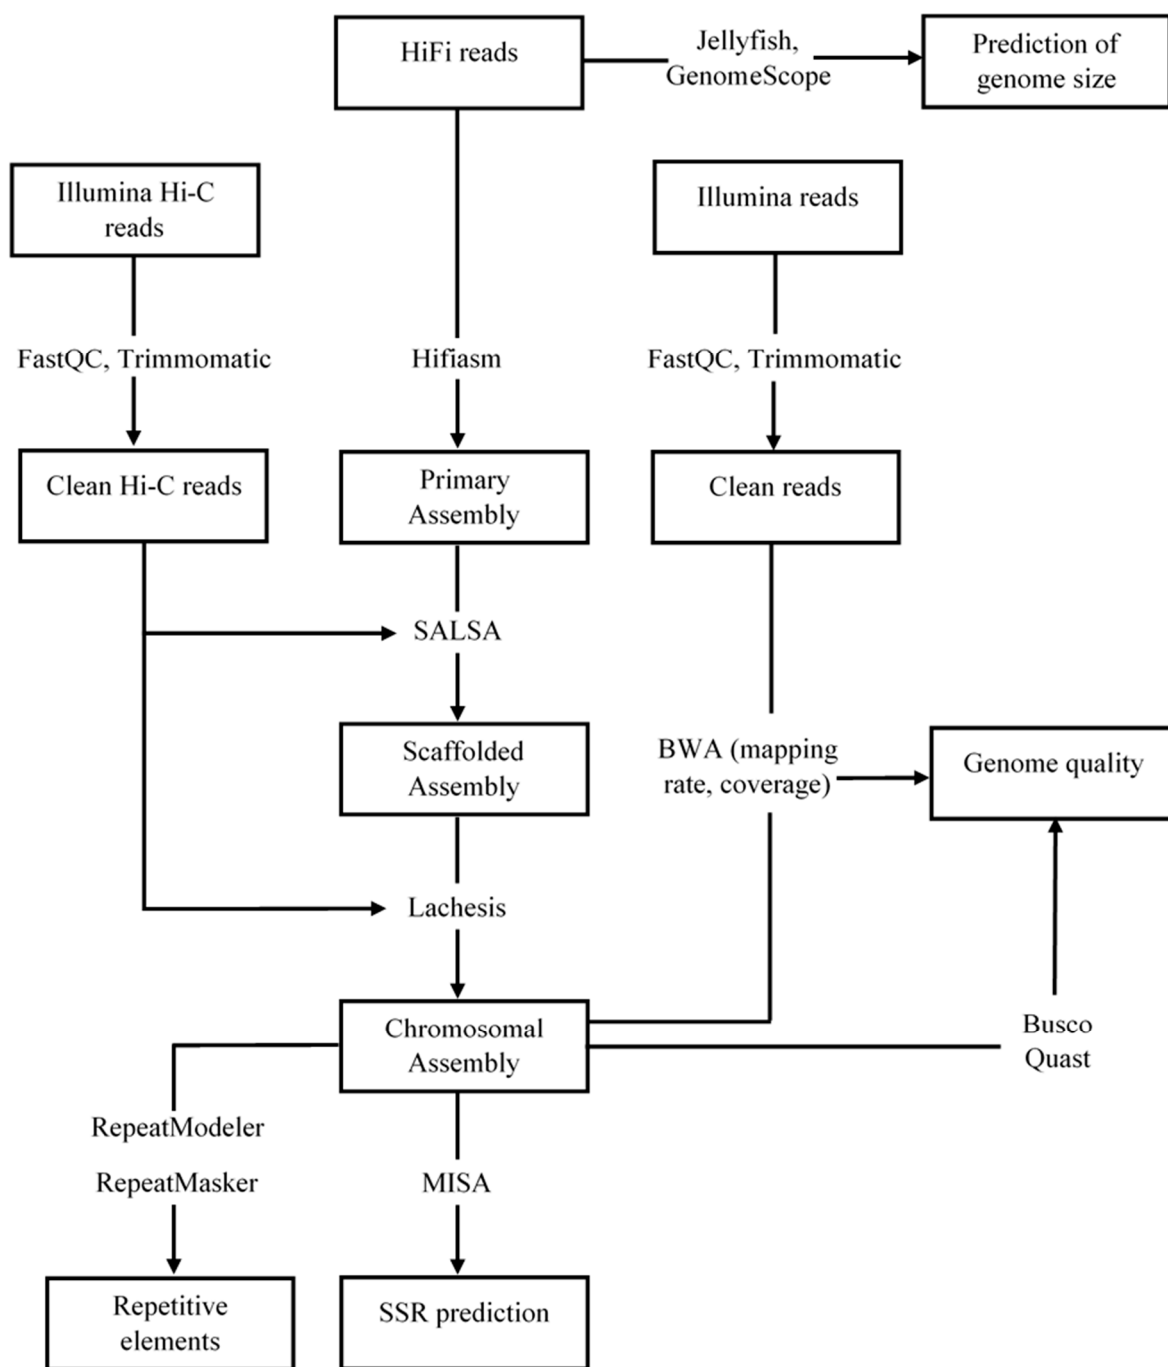 HiFi reads
Jellyfish,
GenomeScope
Prediction of
genome size
Illumina Hi-C
reads
Illumina reads
FastQC, Trimmomatic
Hifiasm
FastQC, Trimmomatic
Clean Hi-C reads
Primary
Assembly
Clean reads
SALSA
Scaffolded
Assembly
BWA (mapping
rate, coverage)
Genome quality
Lachesis
Chromosomal
Assembly
Busco
Quast
RepeatModeler
RepeatMasker
MISA
Repetitive
elements
SSR prediction